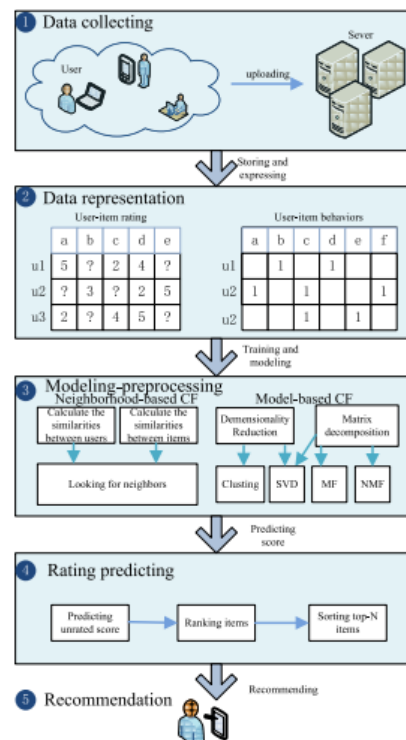 1 Data collecting
User
uploading
Sever
Storing and
expressing
2 Data representation
User-item rating
a b c d e
u1 5 ? 2 4 ?
u2 ? 3 ? 2 5
u3 2 ? 4 5 ?
User-item behaviors
a b c d e f
u1 1 1
u2 1 1 1
u2 1 1
Training and
modeling
3 Modeling-preprocessing
Neighborhood-based CF
Calculate the
similarities
between users
Calculate the
similarities
between items
Looking for neighbors
Model-based CF
Demensionality
Reduction
Matrix
decomposition
Clusting
SVD
MF
NMF
Predicting
score
4 Rating predicting
Predicting
unrated score
Ranking items
Sorting top-N
items
Recommending
5 Recommendation